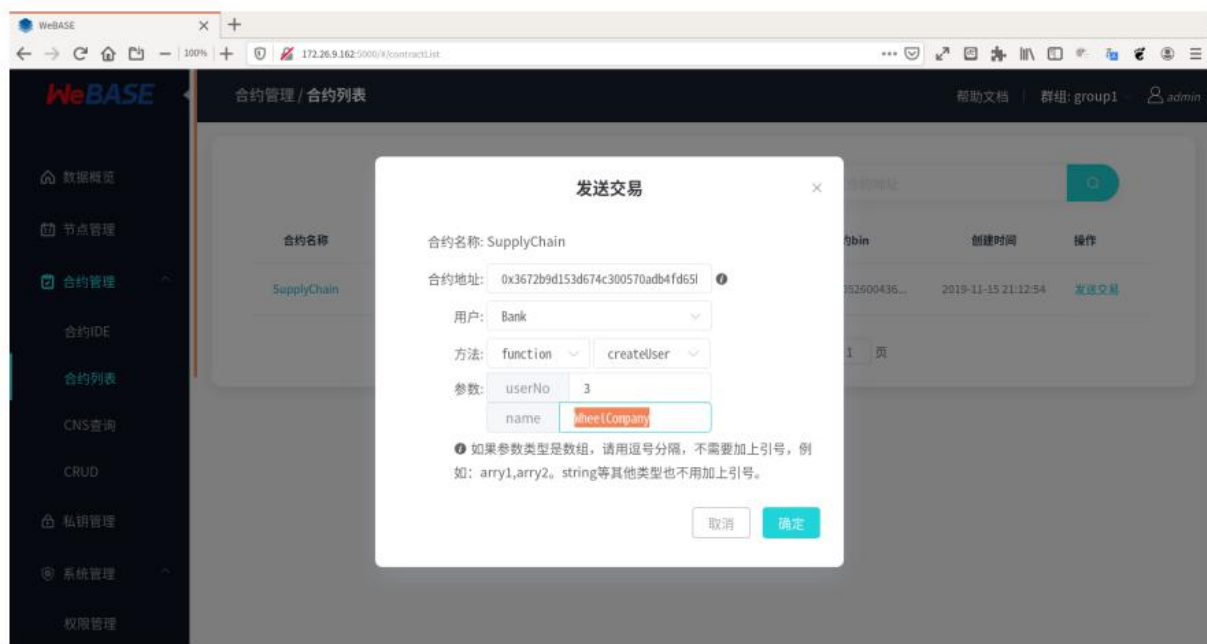 WeBASE
100%
172.26.9.162:5000/#/contractList
WeBASE
合约管理 / 合约列表
帮助文档
群组: group1
admin
数据概览
节点管理
合约管理
合约IDE
合约列表
CNS查询
CRUD
私钥管理
系统管理
权限管理
合约名称
bin
创建时间
操作
SupplyChain
052600436...
2019-11-15 21:12:54
发送交易
1 页
发送交易
合约名称: SupplyChain
合约地址: 0x3672b9d153d674c300570adb4fd65l
用户: Bank
方法: function createUser
参数: userNo 3
name WheelCompany
如果参数类型是数组，请用逗号分隔，不需要加上引号，例
如：arry1,arry2。string等其他类型也不用加上引号。
取消 确定